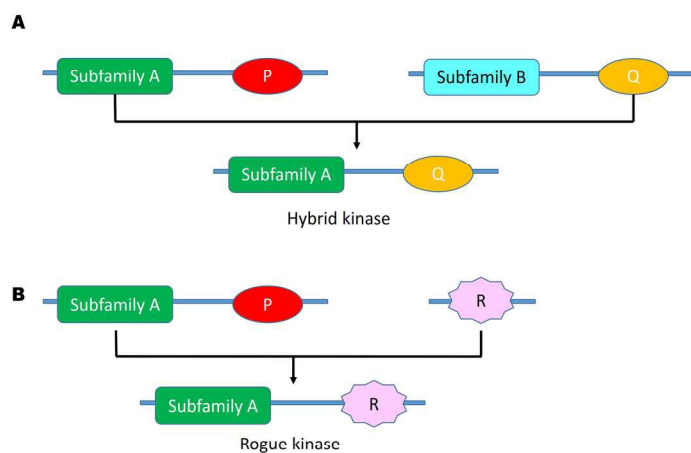 A
Subfamily A P Subfamily B Q
Subfamily A Q
Hybrid kinase
B
Subfamily A P R
Subfamily A R
Rogue kinase